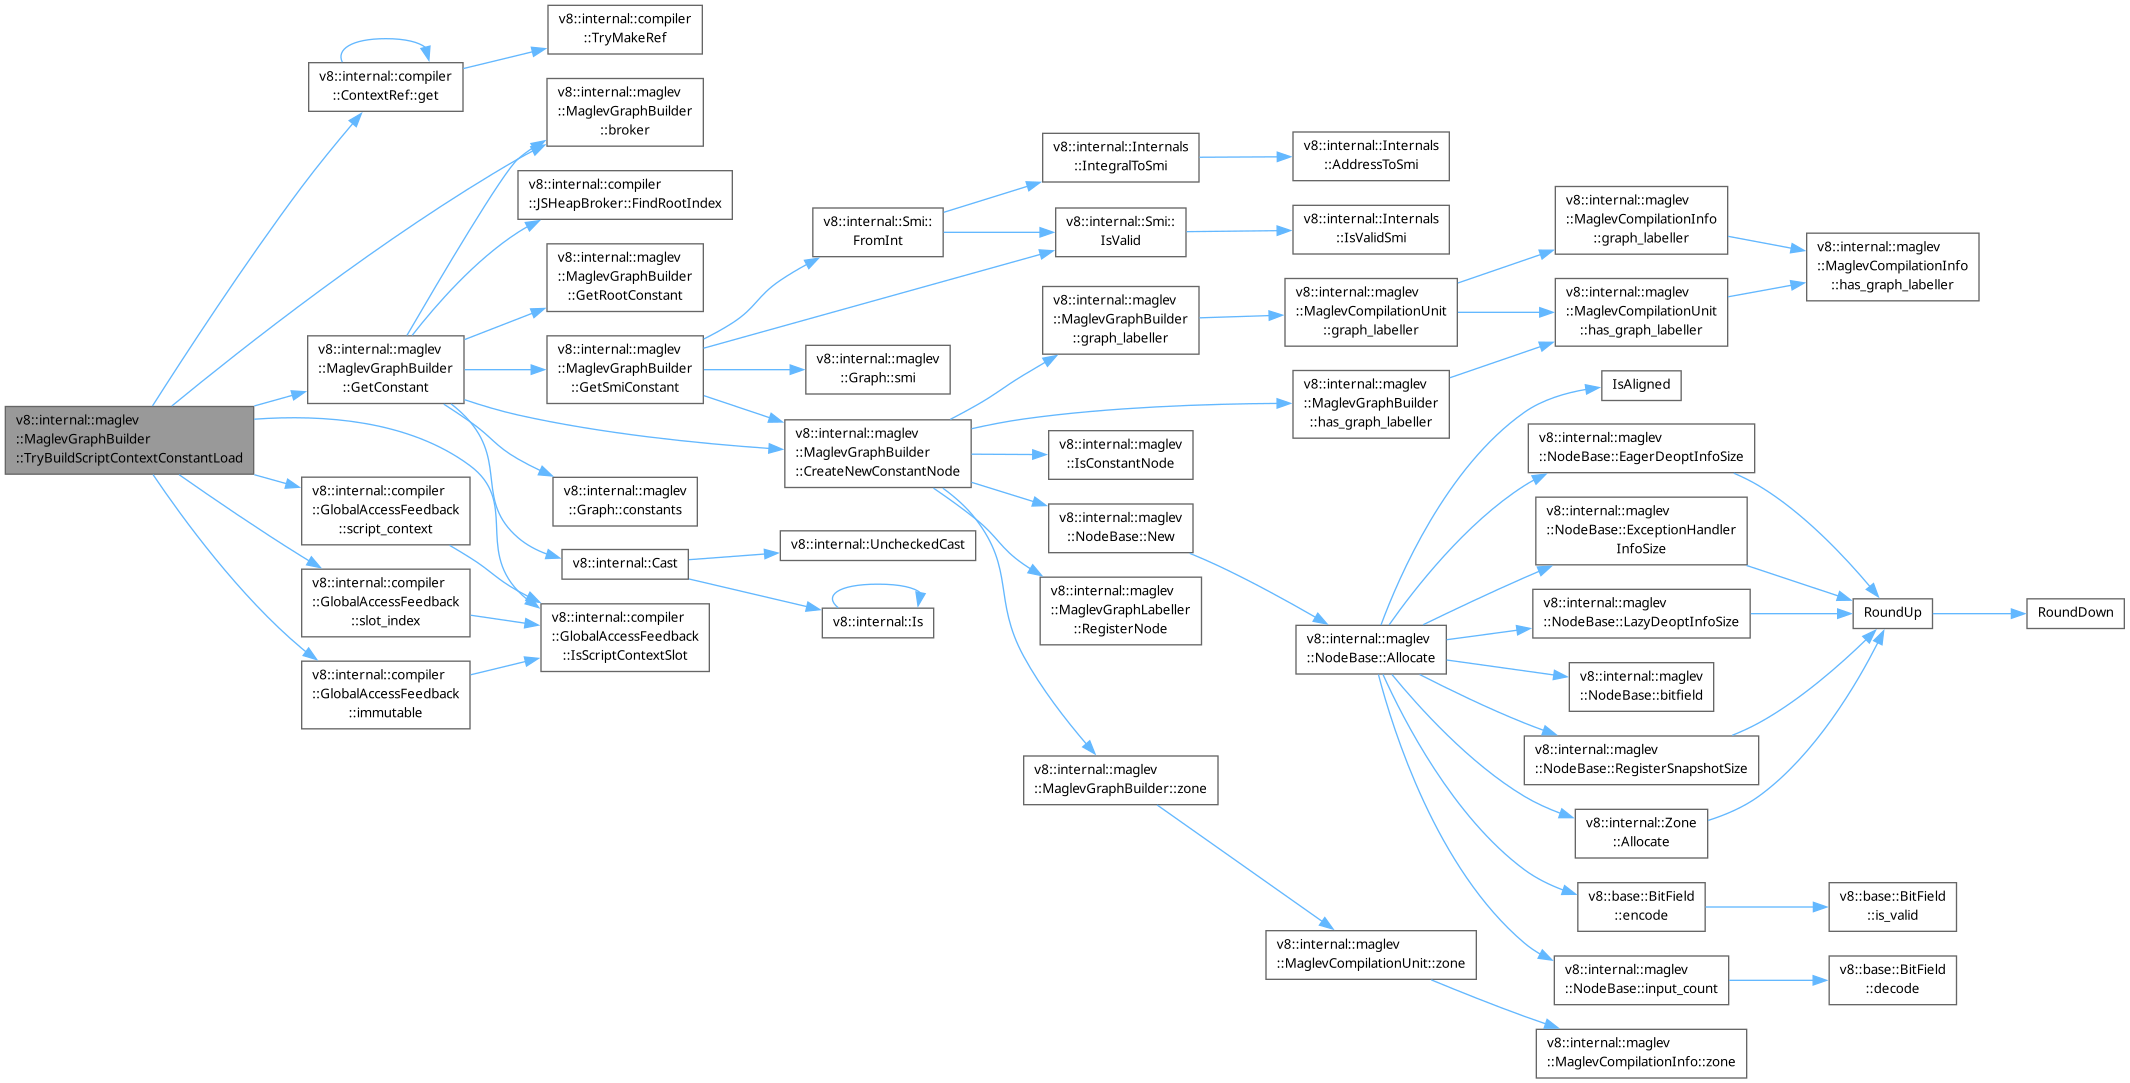 v8::internal::maglev
::MaglevGraphBuilder
::TryBuildScriptContextConstantLoad
v8::internal::compiler
::ContextRef::get
v8::internal::compiler
::TryMakeRef
v8::internal::maglev
::MaglevGraphBuilder
::broker
v8::internal::maglev
::MaglevGraphBuilder
::GetConstant
v8::internal::compiler
::JSHeapBroker::FindRootIndex
v8::internal::maglev
::MaglevGraphBuilder
::GetRootConstant
v8::internal::maglev
::MaglevGraphBuilder
::GetSmiConstant
v8::internal::Smi::
FromInt
v8::internal::Internals
::IntegralToSmi
v8::internal::Internals
::AddressToSmi
v8::internal::Smi::
IsValid
v8::internal::Internals
::IsValidSmi
v8::internal::maglev
::Graph::smi
v8::internal::maglev
::MaglevGraphBuilder
::CreateNewConstantNode
v8::internal::maglev
::MaglevGraphBuilder
::graph_labeller
v8::internal::maglev
::MaglevCompilationUnit
::graph_labeller
v8::internal::maglev
::MaglevCompilationInfo
::graph_labeller
v8::internal::maglev
::MaglevCompilationInfo
::has_graph_labeller
v8::internal::maglev
::MaglevCompilationUnit
::has_graph_labeller
v8::internal::maglev
::MaglevGraphBuilder
::has_graph_labeller
v8::internal::maglev
::IsConstantNode
v8::internal::maglev
::NodeBase::New
v8::internal::maglev
::MaglevGraphLabeller
::RegisterNode
v8::internal::maglev
::MaglevGraphBuilder::zone
v8::internal::maglev
::MaglevCompilationUnit::zone
v8::internal::maglev
::MaglevCompilationInfo::zone
v8::internal::maglev
::NodeBase::Allocate
IsAligned
v8::internal::maglev
::NodeBase::EagerDeoptInfoSize
v8::internal::maglev
::NodeBase::ExceptionHandler
InfoSize
v8::internal::maglev
::NodeBase::LazyDeoptInfoSize
v8::internal::maglev
::NodeBase::bitfield
v8::internal::maglev
::NodeBase::RegisterSnapshotSize
v8::internal::Zone
::Allocate
v8::base::BitField
::encode
v8::internal::maglev
::NodeBase::input_count
RoundUp
RoundDown
v8::base::BitField
::is_valid
v8::base::BitField
::decode
v8::internal::maglev
::Graph::constants
v8::internal::Cast
v8::internal::UncheckedCast
v8::internal::Is
v8::internal::compiler
::GlobalAccessFeedback
::script_context
v8::internal::compiler
::GlobalAccessFeedback
::slot_index
v8::internal::compiler
::GlobalAccessFeedback
::immutable
v8::internal::compiler
::GlobalAccessFeedback
::IsScriptContextSlot